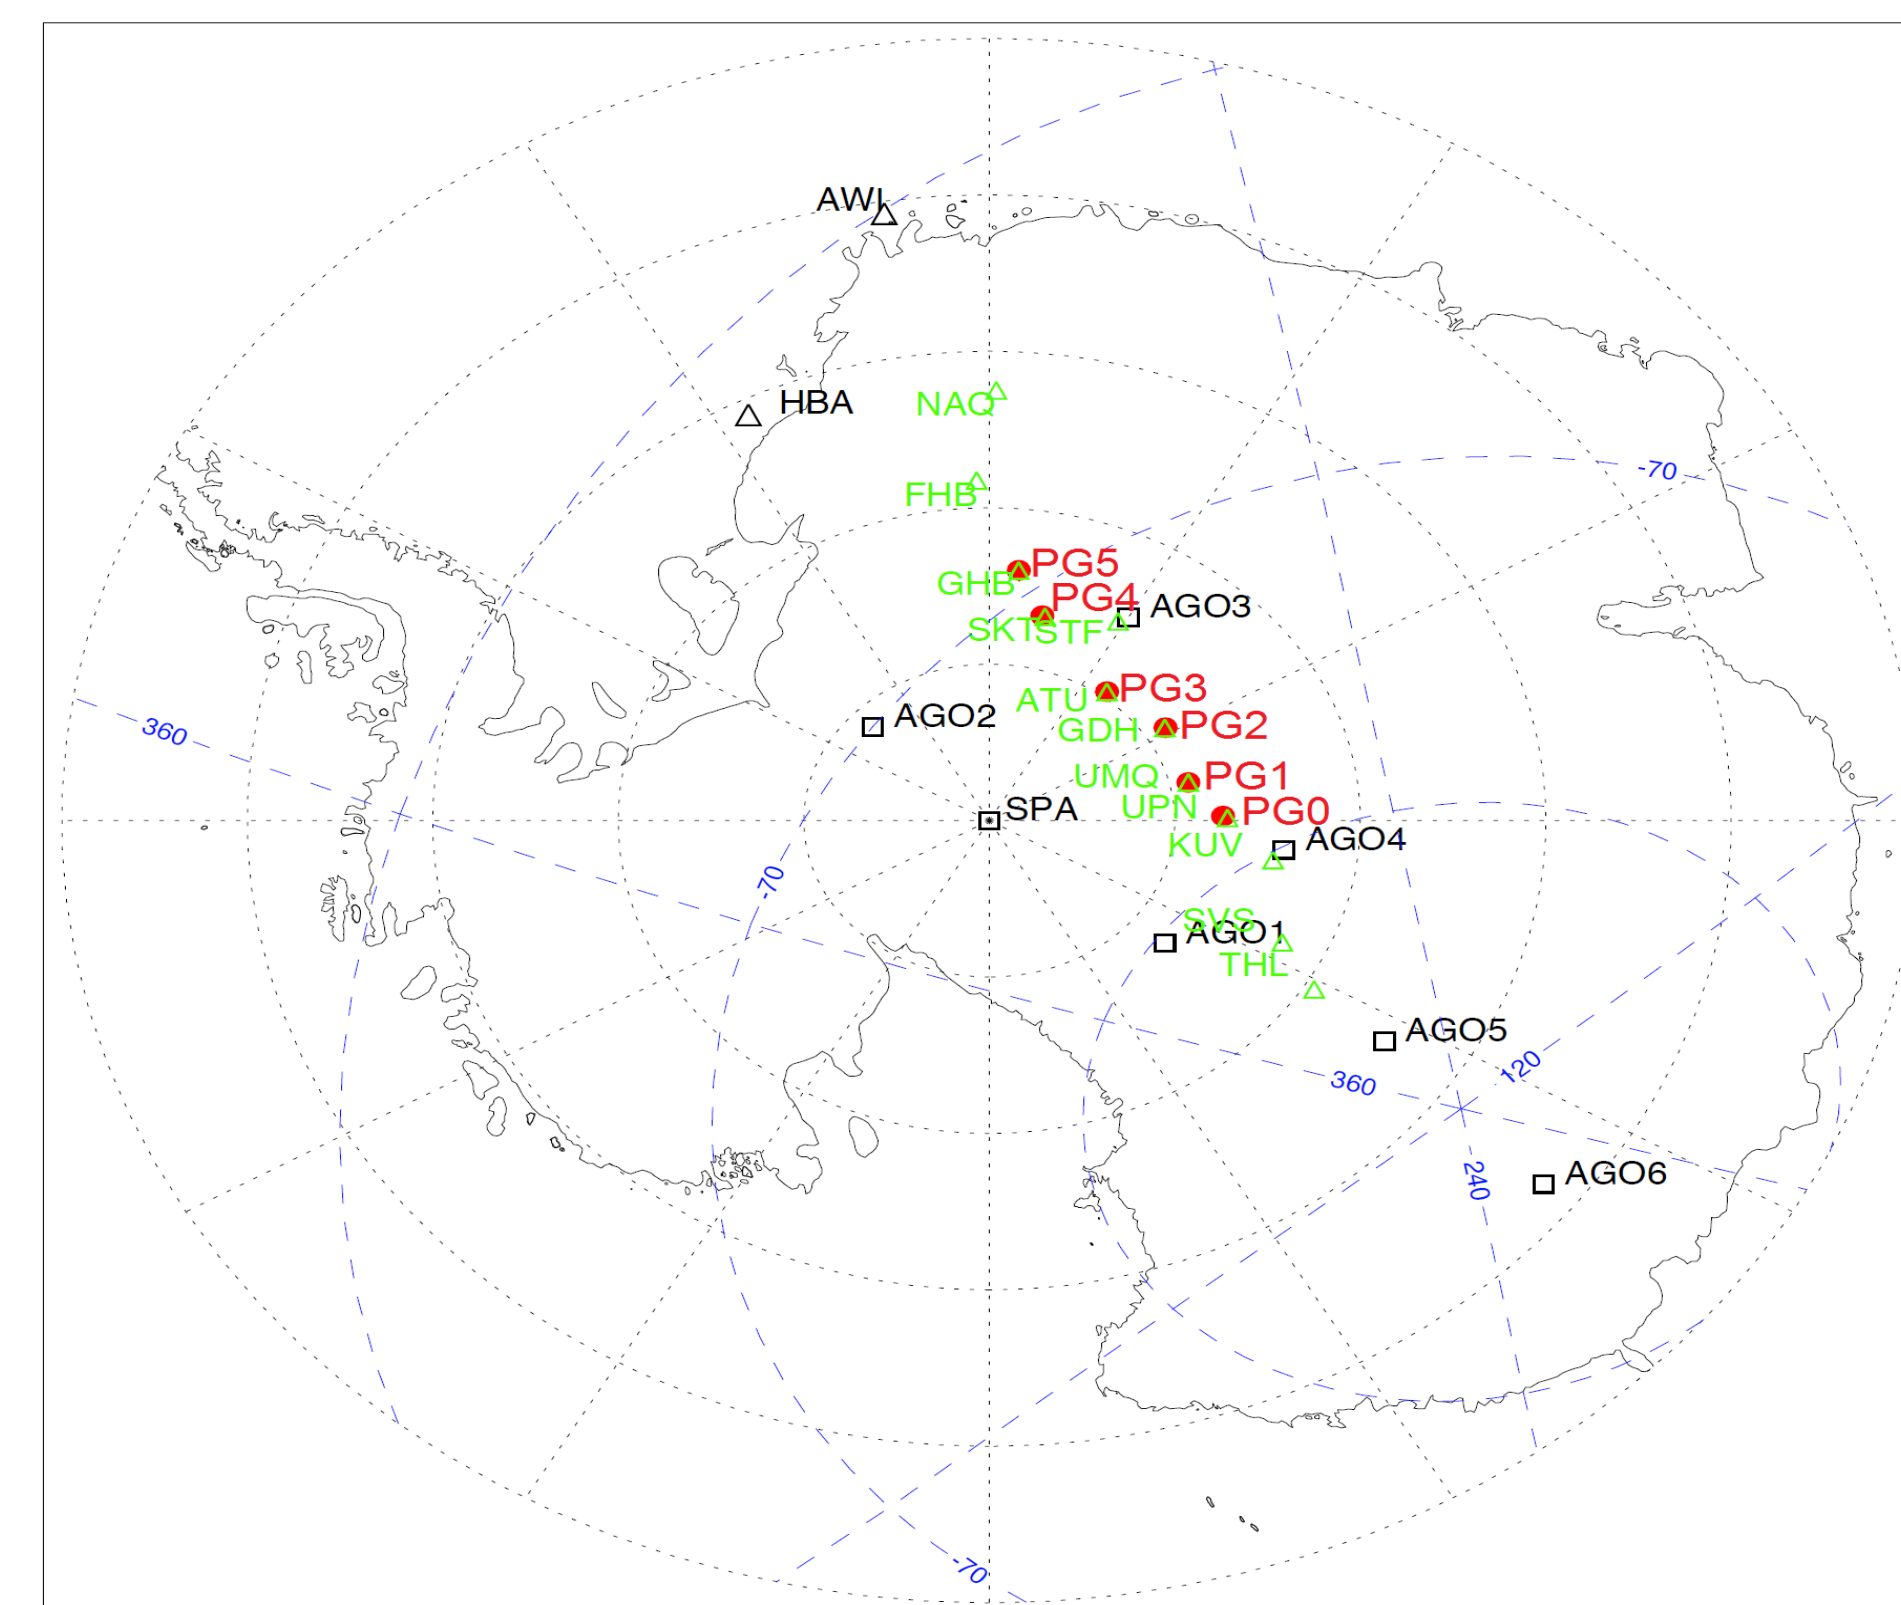 AWI
HBA
NAQ
-70
FHB
PG5
GHB
PG4
AGO3
SKT
STF
PG3
ATU
AGO2
PG2
GDH
360
UMQ
PG1
SPA
UPN
PG0
KUV
AGO4
-70
SVS
AGO1
THL
AGO5
120
360
240
AGO6
-70